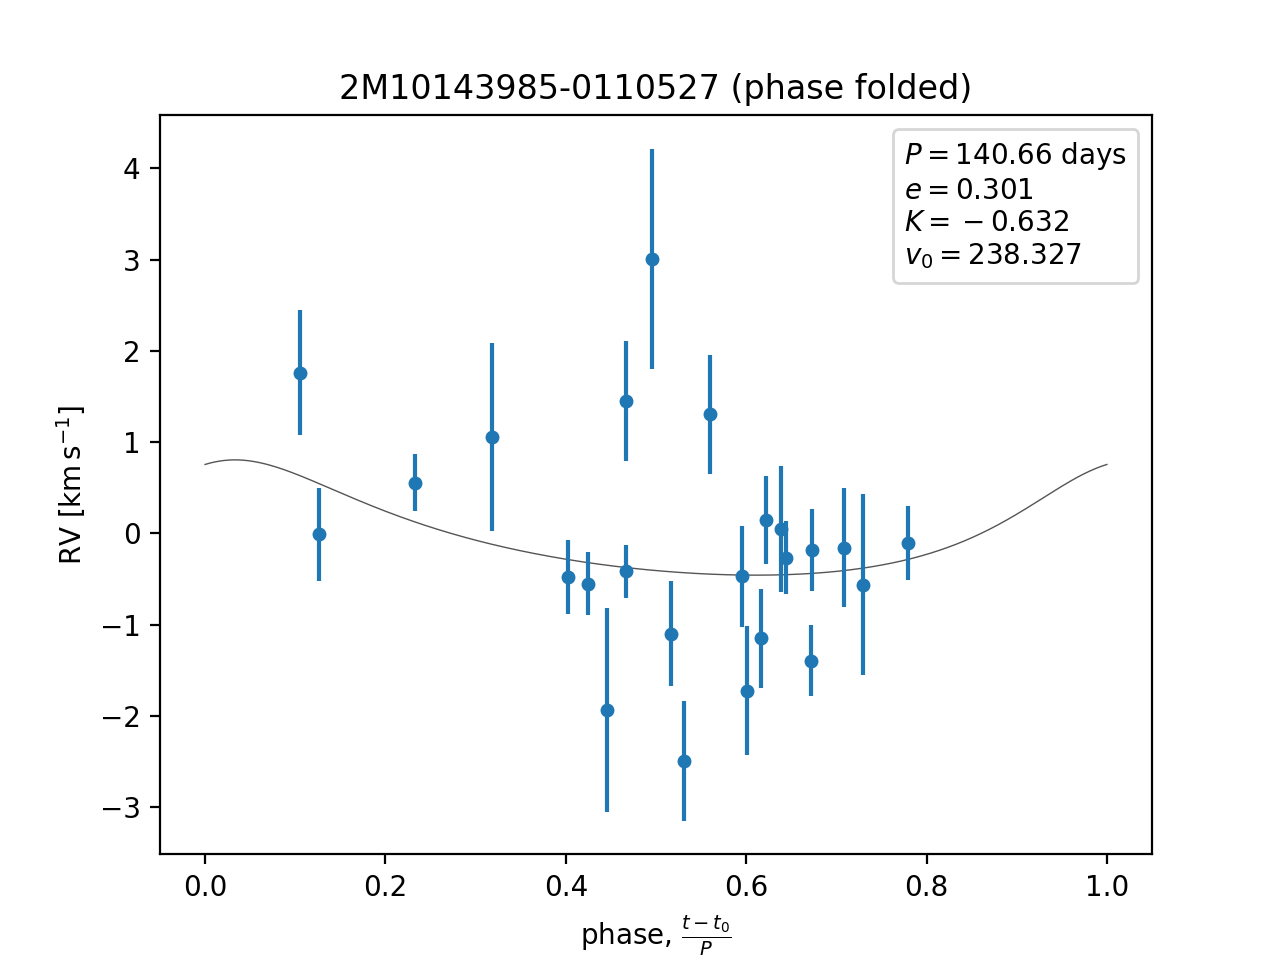 2M10143985-0110527 (phase folded)
P = 140.66 days
e = 0.301
K = −0.632
v₀ = 238.327
RV [km s⁻¹]
4
3
2
1
0
−1
−2
−3
0.0 0.2 0.4 0.6 0.8 1.0
phase, (t − t₀)/P